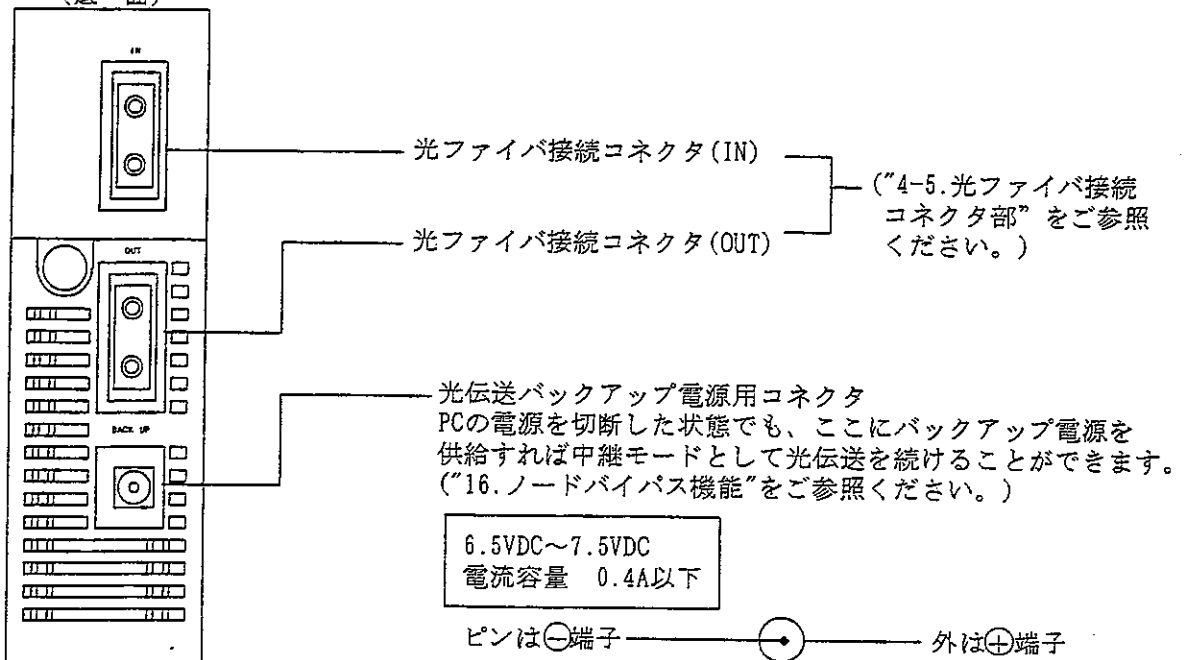 IN
光ファイバ接続コネクタ(IN)
("4-5.光ファイバ接続
コネクタ部"をご参照
ください。)
OUT
光ファイバ接続コネクタ(OUT)
BACK UP
光伝送バックアップ電源用コネクタ
PCの電源を切断した状態でも、ここにバックアップ電源を
供給すれば中継モードとして光伝送を続けることができます。
("16.ノードバイパス機能"をご参照ください。)
6.5VDC～7.5VDC
電流容量 0.4A以下
ピンは⊖端子
外は⊕端子